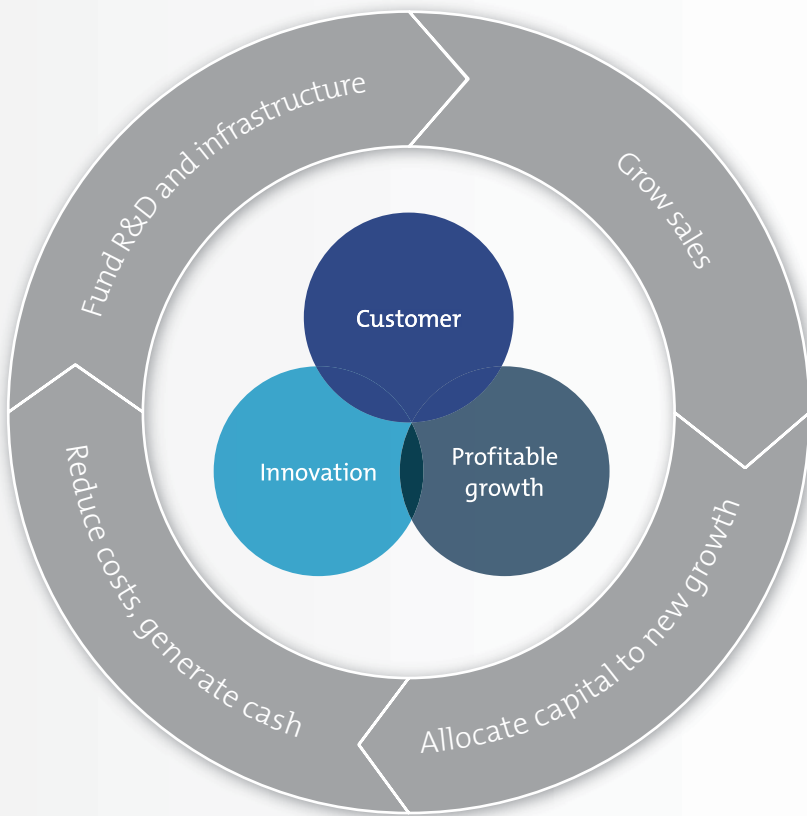 Fund R&D and infrastructure
Grow sales
Customer
Innovation
Profitable
growth
Reduce costs, generate cash
Allocate capital to new growth